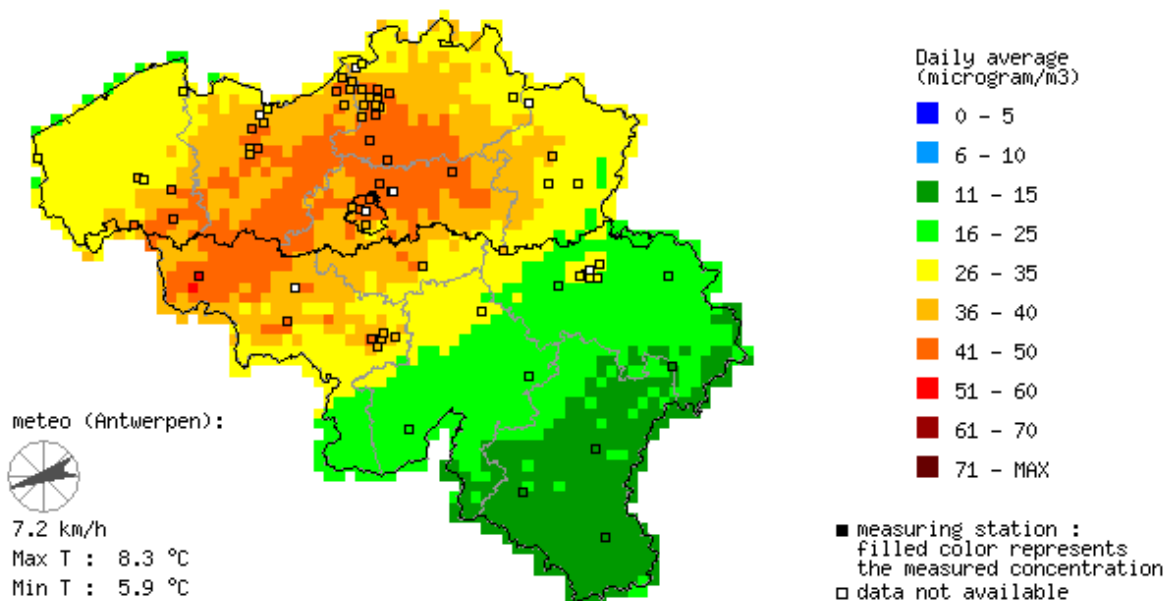 Daily average
(microgram/m3)
0 - 5
6 - 10
11 - 15
16 - 25
26 - 35
36 - 40
41 - 50
51 - 60
61 - 70
71 - MAX
meteo (Antwerpen):
7.2 km/h
Max T : 8.3 °C
Min T : 5.9 °C
measuring station :
filled color represents
the measured concentration
data not available